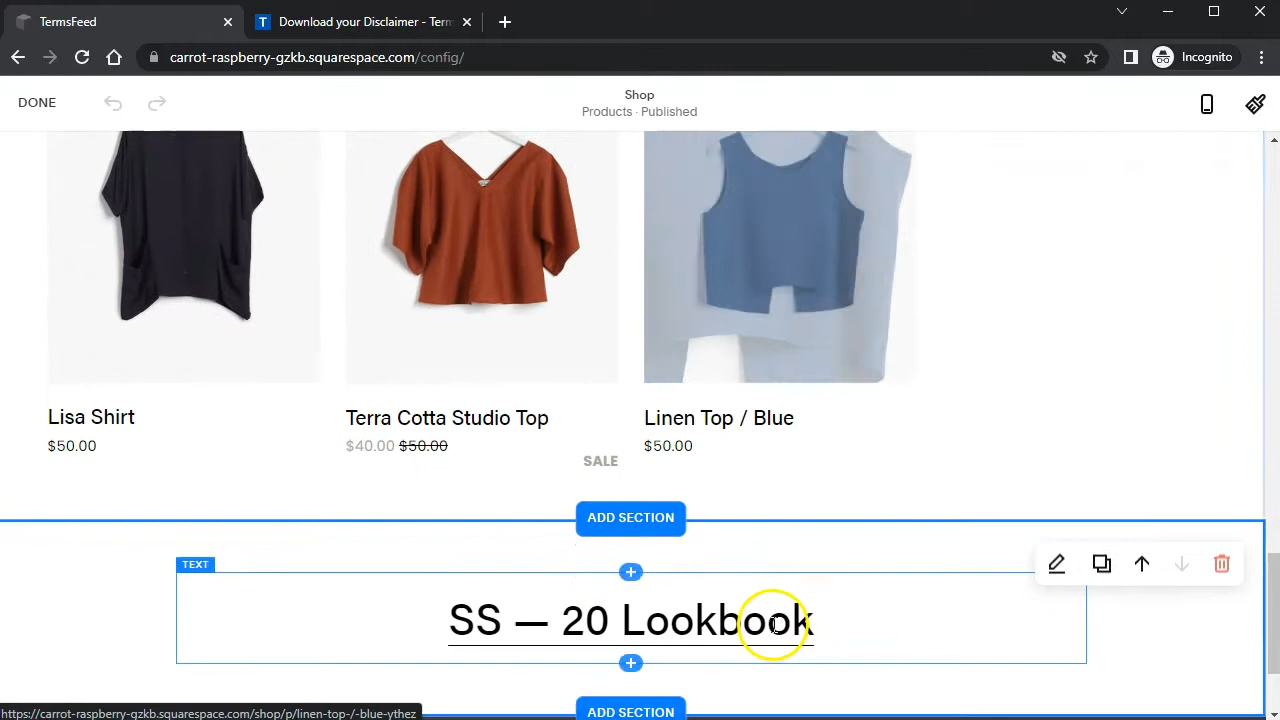 TermsFeed
Download your Disclaimer - Term
carrot-raspberry-gzkb.squarespace.com/config/
Incognito
DONE
Shop
Products · Published
Lisa Shirt
$50.00
Terra Cotta Studio Top
$40.00 $50.00
SALE
Linen Top / Blue
$50.00
ADD SECTION
TEXT
SS — 20 Lookbook
ADD SECTION
https://carrot-raspberry-gzkb.squarespace.com/shop/p/linen-top-/-blue-ythez